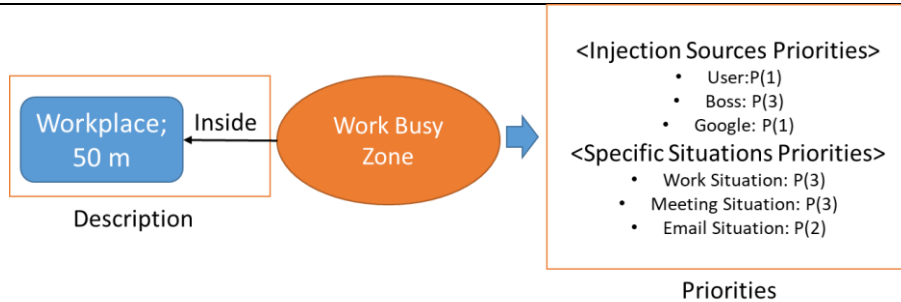 Workplace;
50 m
Inside
Description
Work Busy
Zone
<Injection Sources Priorities>
• User:P(1)
• Boss: P(3)
• Google: P(1)
<Specific Situations Priorities>
• Work Situation: P(3)
• Meeting Situation: P(3)
• Email Situation: P(2)
Priorities